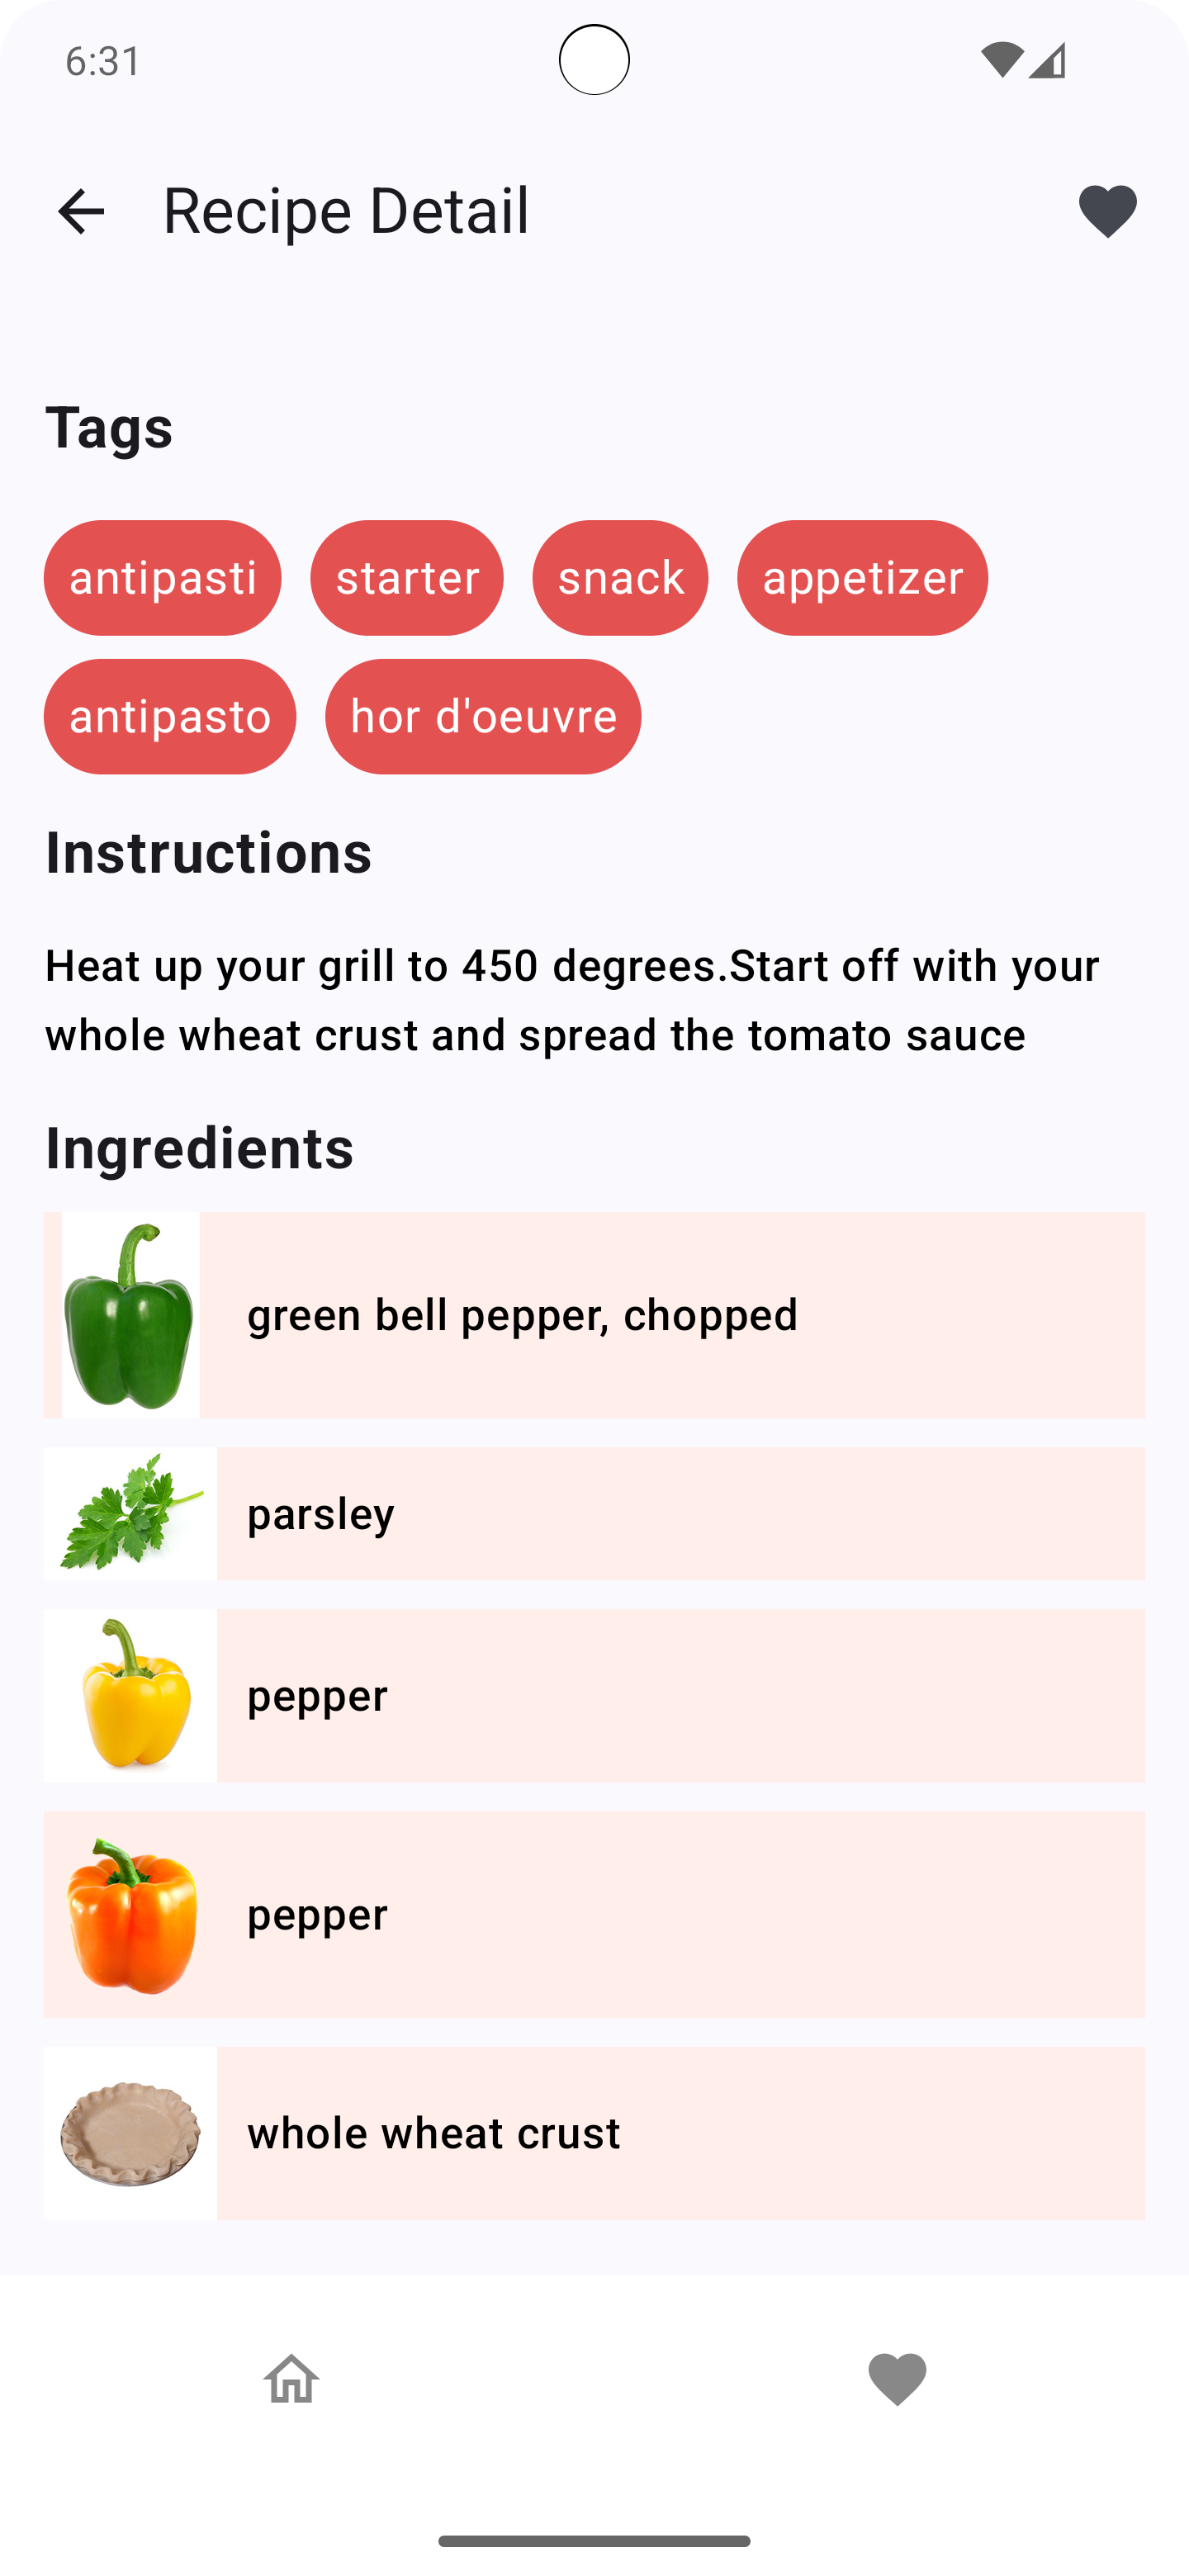 6:31
Recipe Detail
Tags
antipasti starter snack appetizer
antipasto hor d'oeuvre
Instructions
Heat up your grill to 450 degrees.Start off with your
whole wheat crust and spread the tomato sauce
Ingredients
green bell pepper, chopped
parsley
pepper
pepper
whole wheat crust